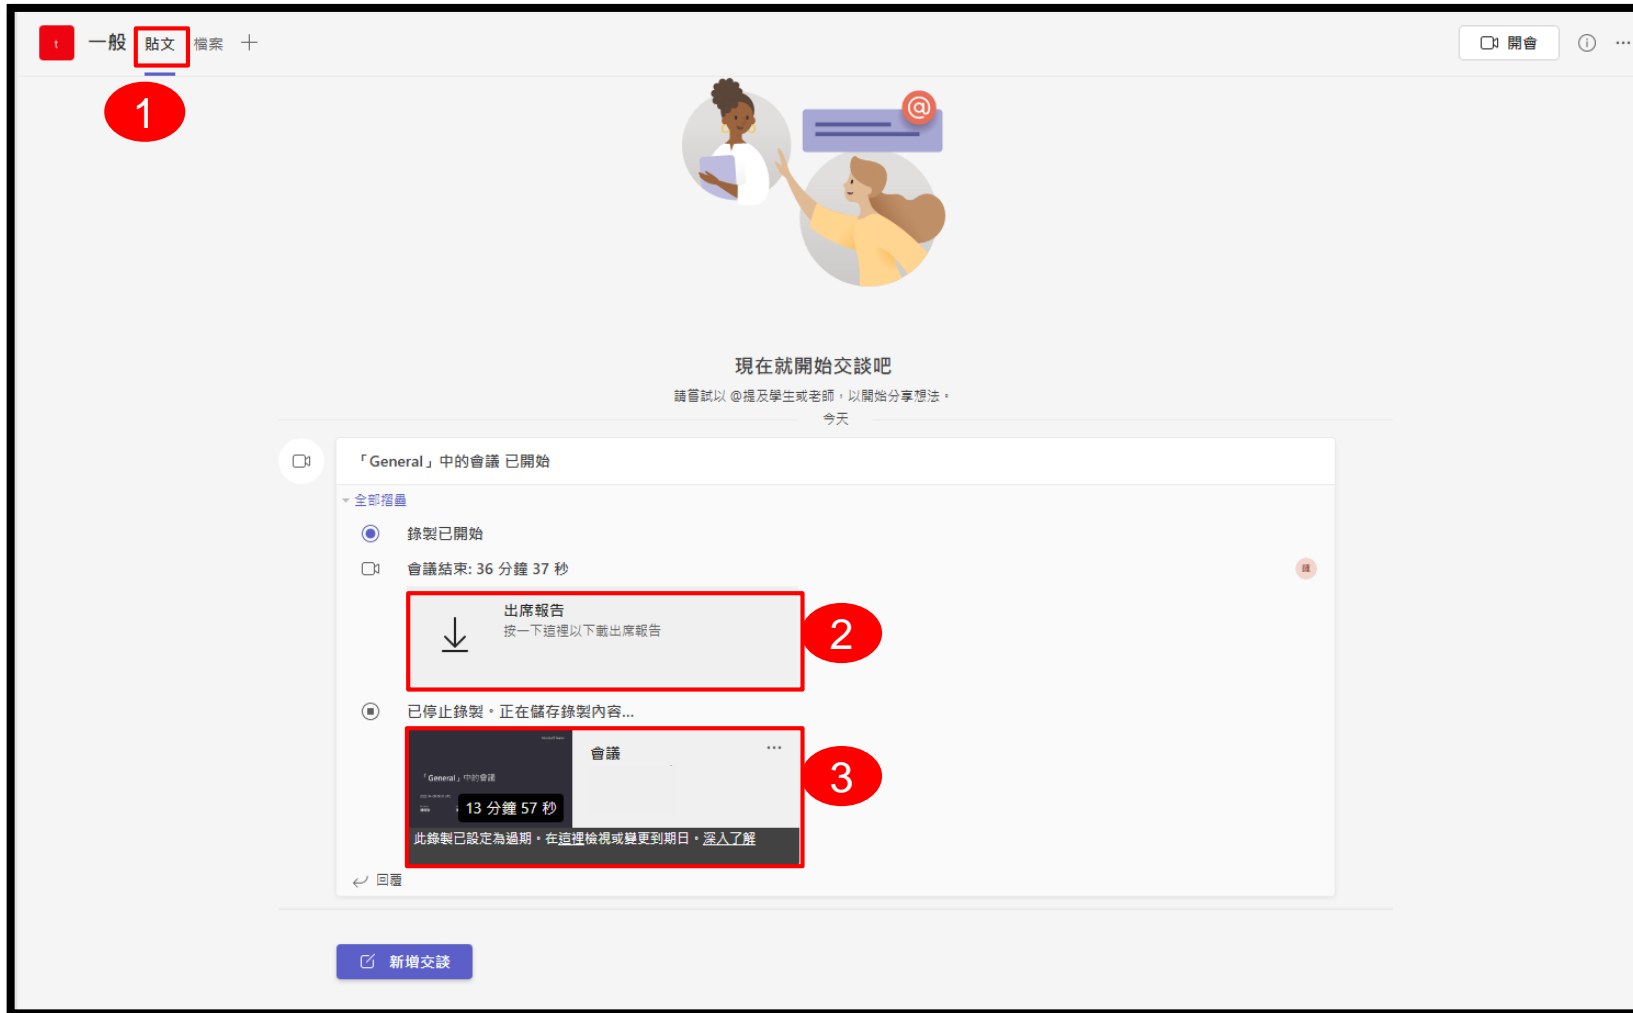 t 一般 貼文 檔案 開會
1
@
現在就開始交談吧
請嘗試以 @提及學生或老師，以開始分享想法。
今天
「General」中的會議 已開始
全部摺疊
錄製已開始
會議結束: 36 分鐘 37 秒
出席報告
按一下這裡以下載出席報告
2
已停止錄製。正在儲存錄製內容...
會議
「General」中的會議
13 分鐘 57 秒
3
此錄製已設定為過期。在這裡檢視或變更到期日。深入了解
回覆
新增交談